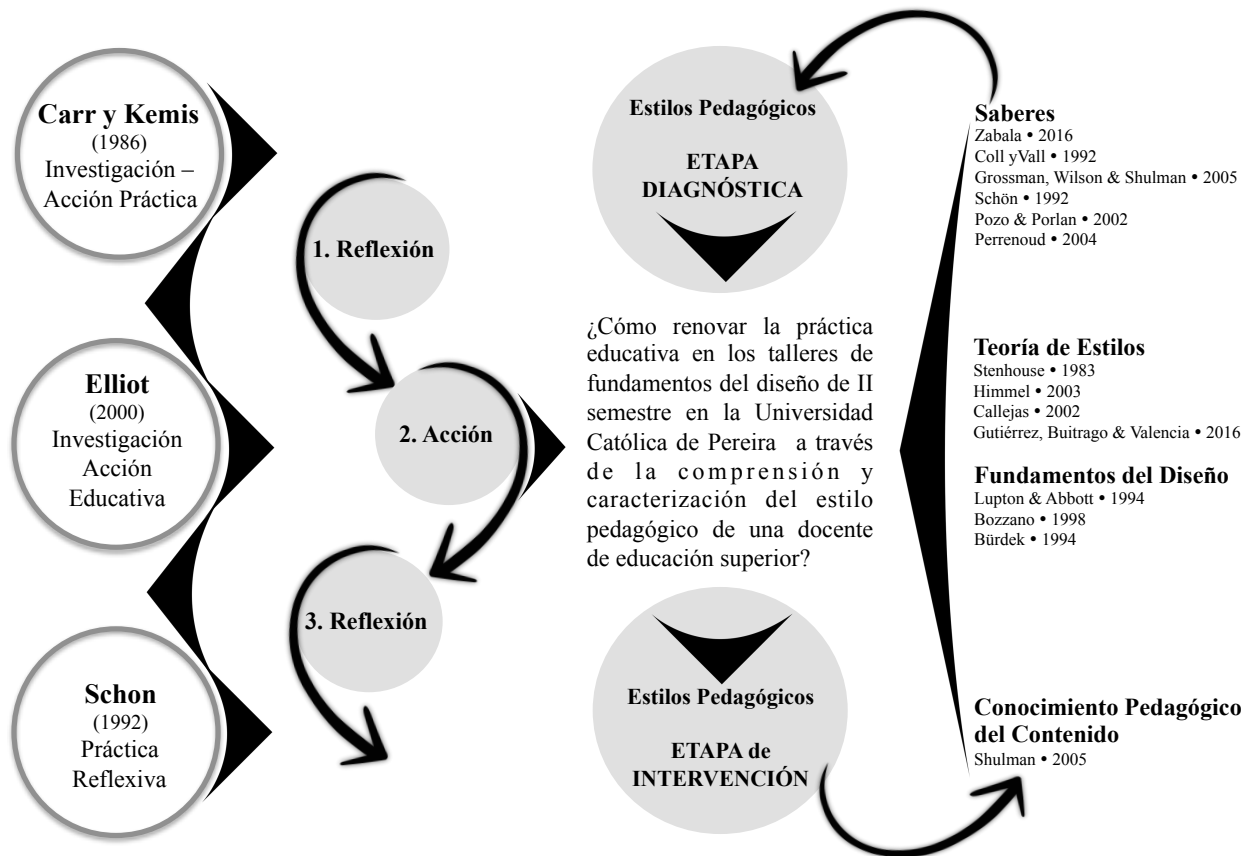 Carr y Kemis
(1986)
Investigación –
Acción Práctica
Elliot
(2000)
Investigación
Acción
Educativa
Schon
(1992)
Práctica
Reflexiva
1. Reflexión
2. Acción
3. Reflexión
Estilos Pedagógicos
ETAPA
DIAGNÓSTICA
¿Cómo renovar la práctica
educativa en los talleres de
fundamentos del diseño de II
semestre en la Universidad
Católica de Pereira a través
de la comprensión y
caracterización del estilo
pedagógico de una docente
de educación superior?
Estilos Pedagógicos
ETAPA de
INTERVENCIÓN
Saberes
Zabala • 2016
Coll yVall • 1992
Grossman, Wilson & Shulman • 2005
Schön • 1992
Pozo & Porlan • 2002
Perrenoud • 2004
Teoría de Estilos
Stenhouse • 1983
Himmel • 2003
Callejas • 2002
Gutiérrez, Buitrago & Valencia • 2016
Fundamentos del Diseño
Lupton & Abbott • 1994
Bozzano • 1998
Bürdek • 1994
Conocimiento Pedagógico
del Contenido
Shulman • 2005